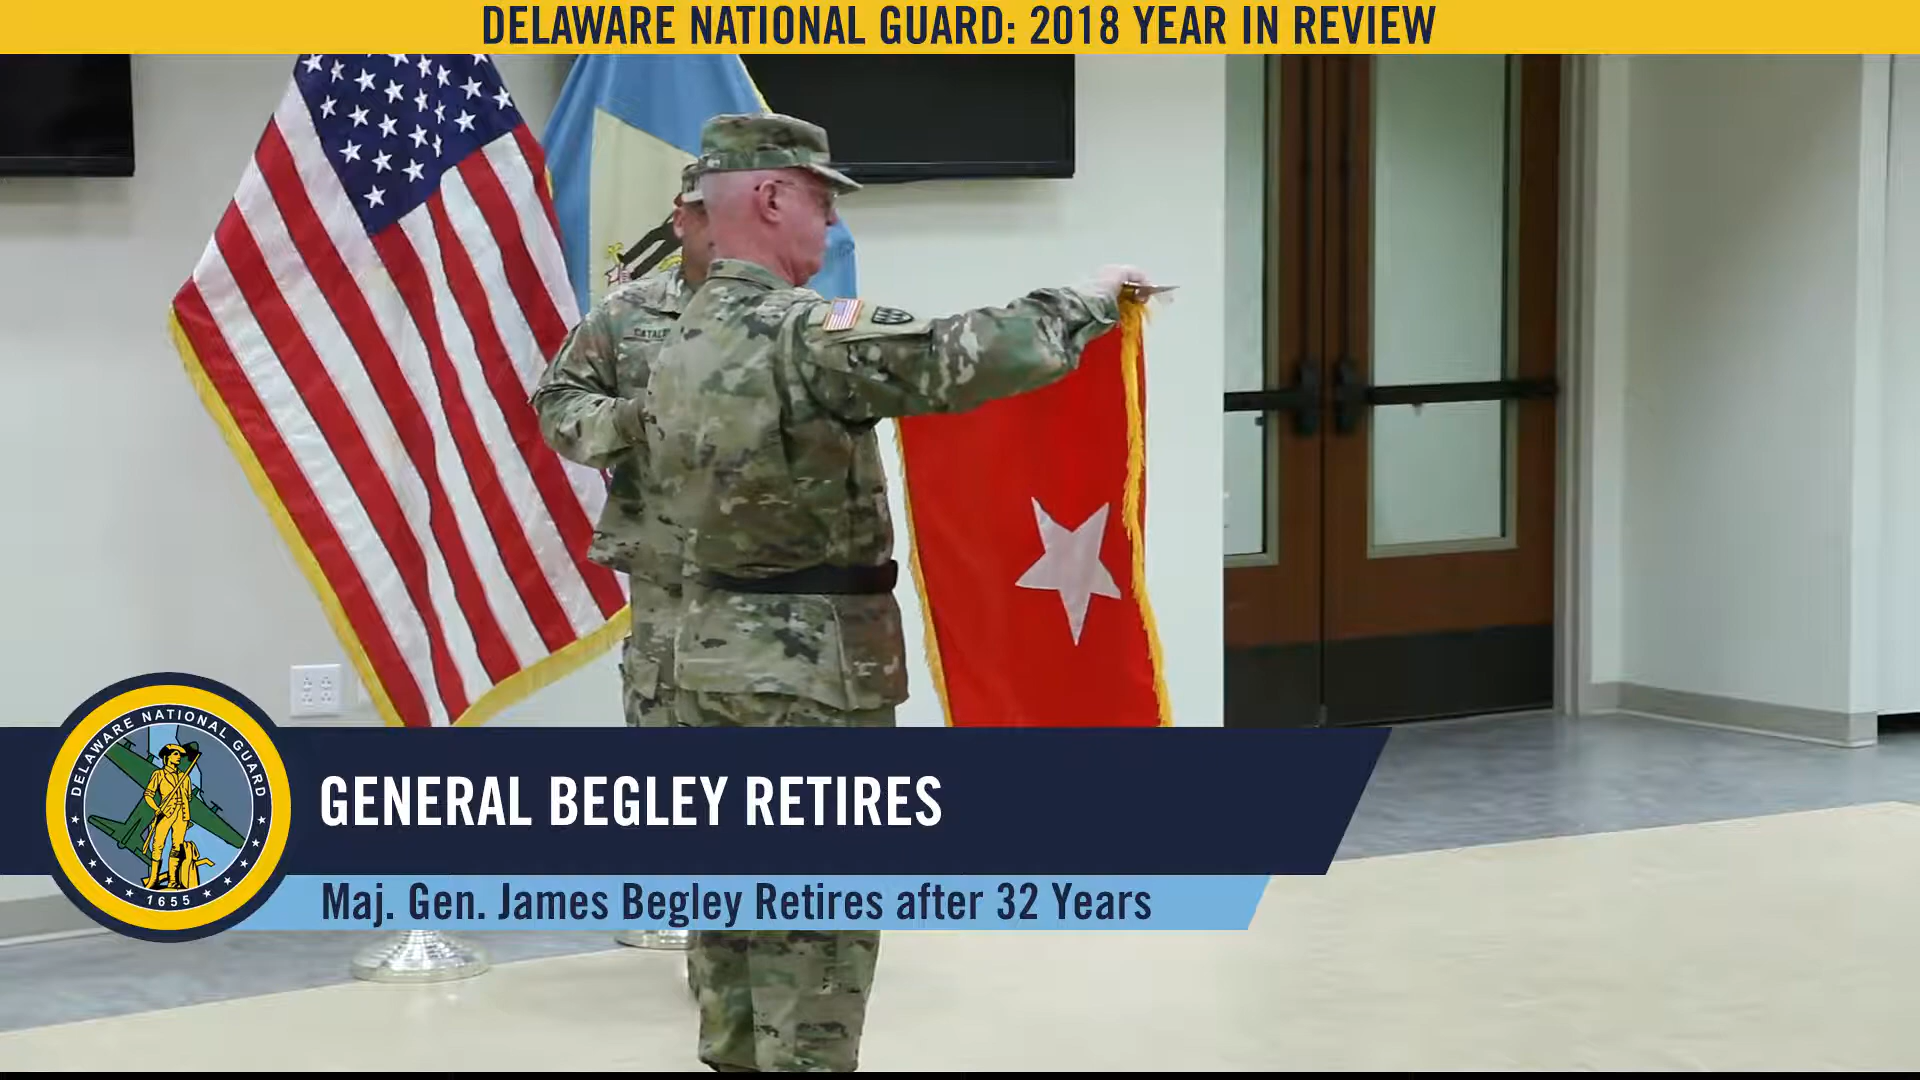 DELAWARE NATIONAL GUARD: 2018 YEAR IN REVIEW
DELAWARE NATIONAL GUARD
1655
GENERAL BEGLEY RETIRES
Maj. Gen. James Begley Retires after 32 Years